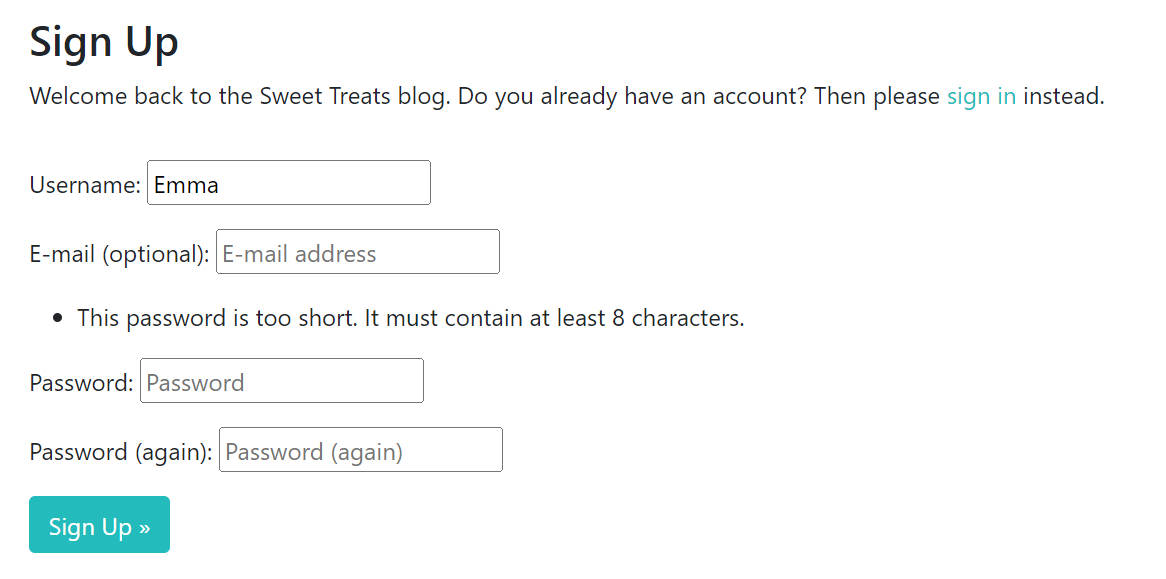 Sign Up
Welcome back to the Sweet Treats blog. Do you already have an account? Then please sign in instead.
Username: Emma
E-mail (optional): E-mail address
• This password is too short. It must contain at least 8 characters.
Password: Password
Password (again): Password (again)
Sign Up »